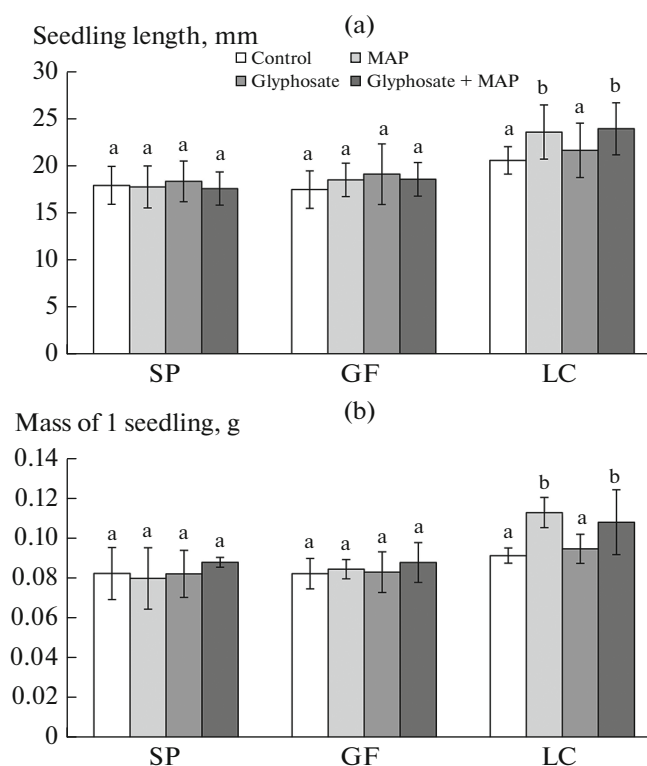 (a)
Seedling length, mm
Control MAP
Glyphosate Glyphosate + MAP
30
25
20
15
10
5
0
a a a a a a a a a b a b
SP GF LC
(b)
Mass of 1 seedling, g
0.14
0.12
0.10
0.08
0.06
0.04
0.02
0
a a a a a a a a a b a b
SP GF LC